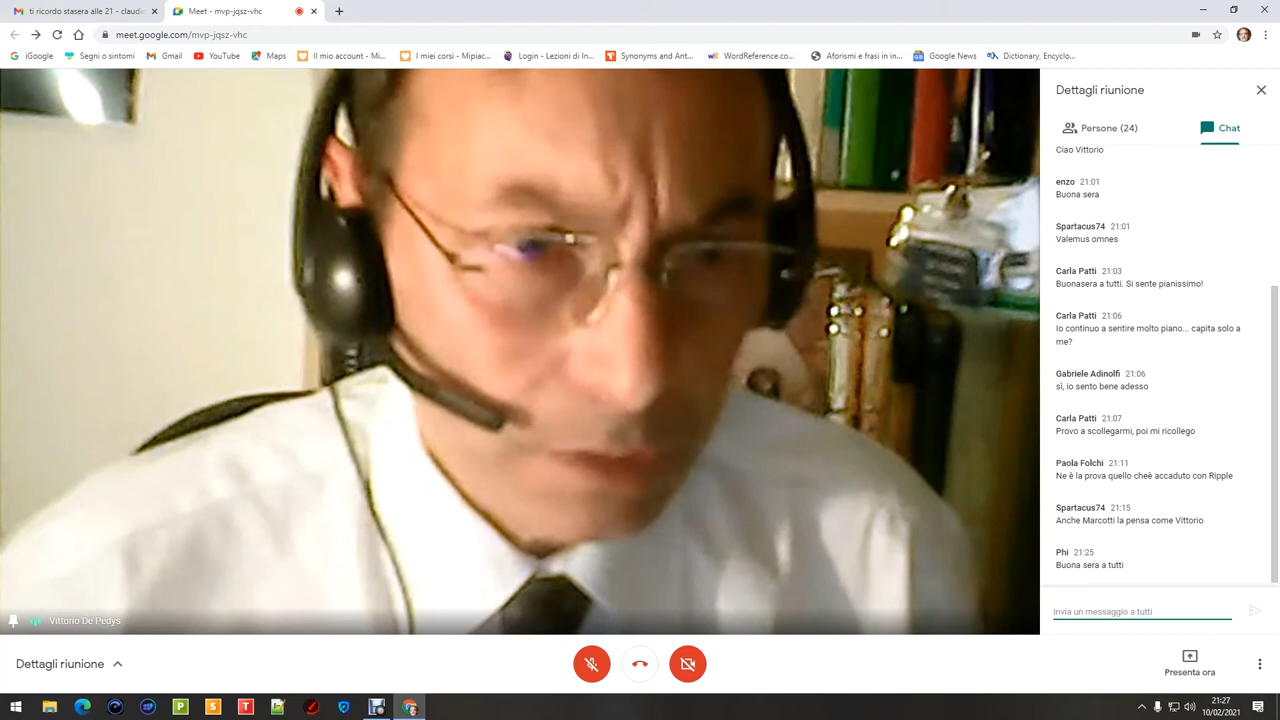 ti ricordo stasera alle 21 - claudio
Meet - mvp-jqsz-vhc
meet.google.com/mvp-jqsz-vhc
iGoogle
Segni o sintomi
Gmail
YouTube
Maps
Il mio account - Mi...
I miei corsi - Mipiac...
Login - Lezioni di In...
Synonyms and Ant...
WordReference.co...
Aforismi e frasi in in...
Google News
Dictionary, Encyclo...
Vittorio De Pedys
Dettagli riunione
Persone (24)
Chat
Ciao Vittorio
enzo 21:01
Buona sera
Spartacus74 21:01
Valemus omnes
Carla Patti 21:03
Buonasera a tutti. Si sente pianissimo!
Carla Patti 21:06
Io continuo a sentire molto piano... capita solo a
me?
Gabriele Adinolfi 21:06
sì, io sento bene adesso
Carla Patti 21:07
Provo a scollegarmi, poi mi ricollego
Paola Folchi 21:11
Ne è la prova quello cheè accaduto con Ripple
Spartacus74 21:15
Anche Marcotti la pensa come Vittorio
Phi 21:25
Buona sera a tutti
Invia un messaggio a tutti
Dettagli riunione
Presenta ora
P
S
T
21:27
10/02/2021